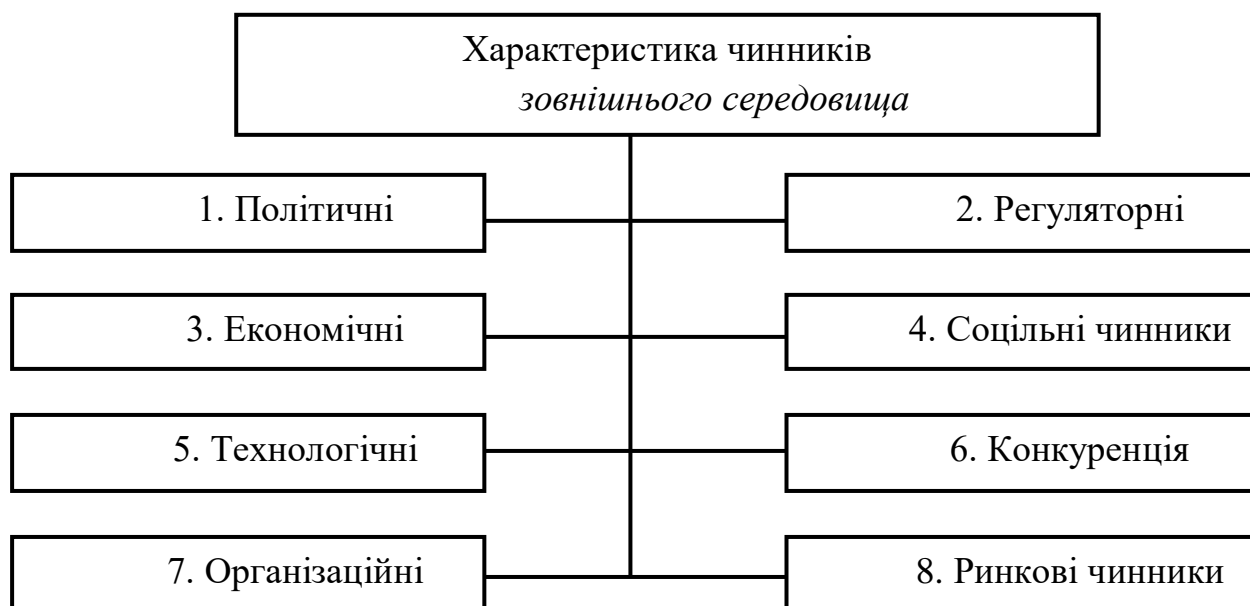 Характеристика чинників
зовнішнього середовища
1. Політичні
2. Регуляторні
3. Економічні
4. Соцільні чинники
5. Технологічні
6. Конкуренція
7. Організаційні
8. Ринкові чинники